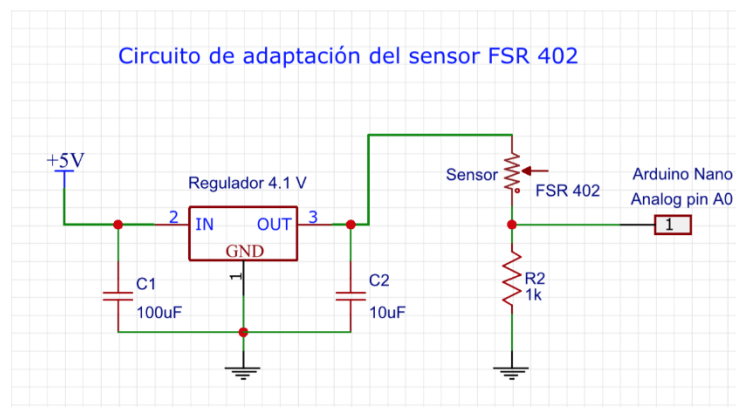 Circuito de adaptación del sensor FSR 402
+5V
Regulador 4.1 V
2 IN OUT 3
GND
1
C1
100uF
C2
10uF
Sensor
FSR 402
Arduino Nano
Analog pin A0
1
R2
1k